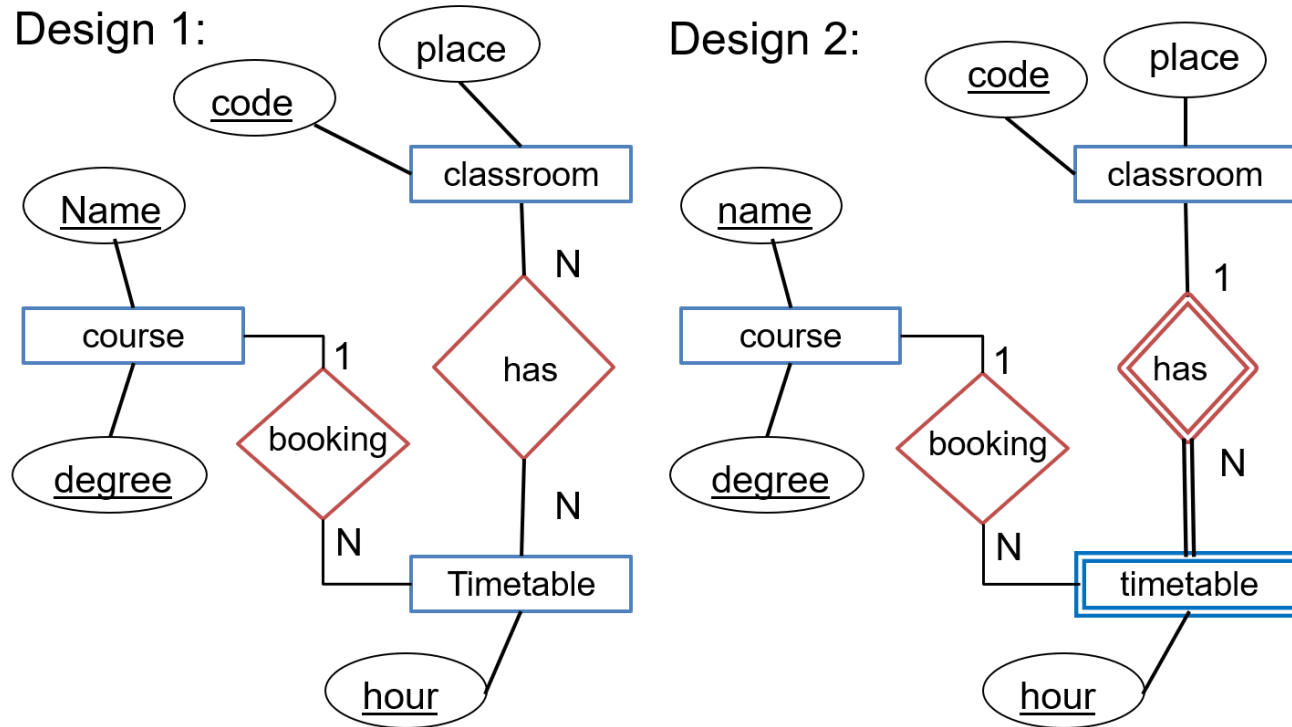 Design 1:
place
code
classroom
Name
N
course
1
has
booking
degree
N
N
Timetable
hour
Design 2:
place
code
classroom
name
1
course
1
has
booking
degree
N
N
timetable
hour